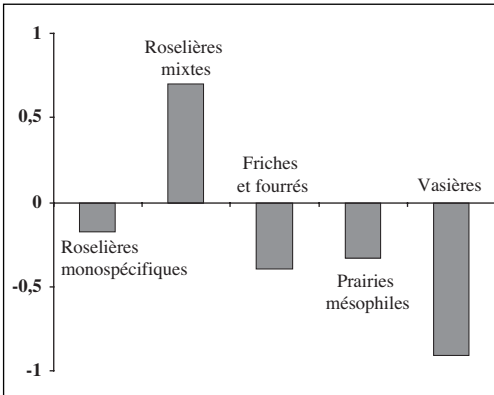 1
Roselières
mixtes
0,5
Friches
et fourrés
Vasières
0
Roselières
monospécifiques
Prairies
mésophiles
-0,5
-1